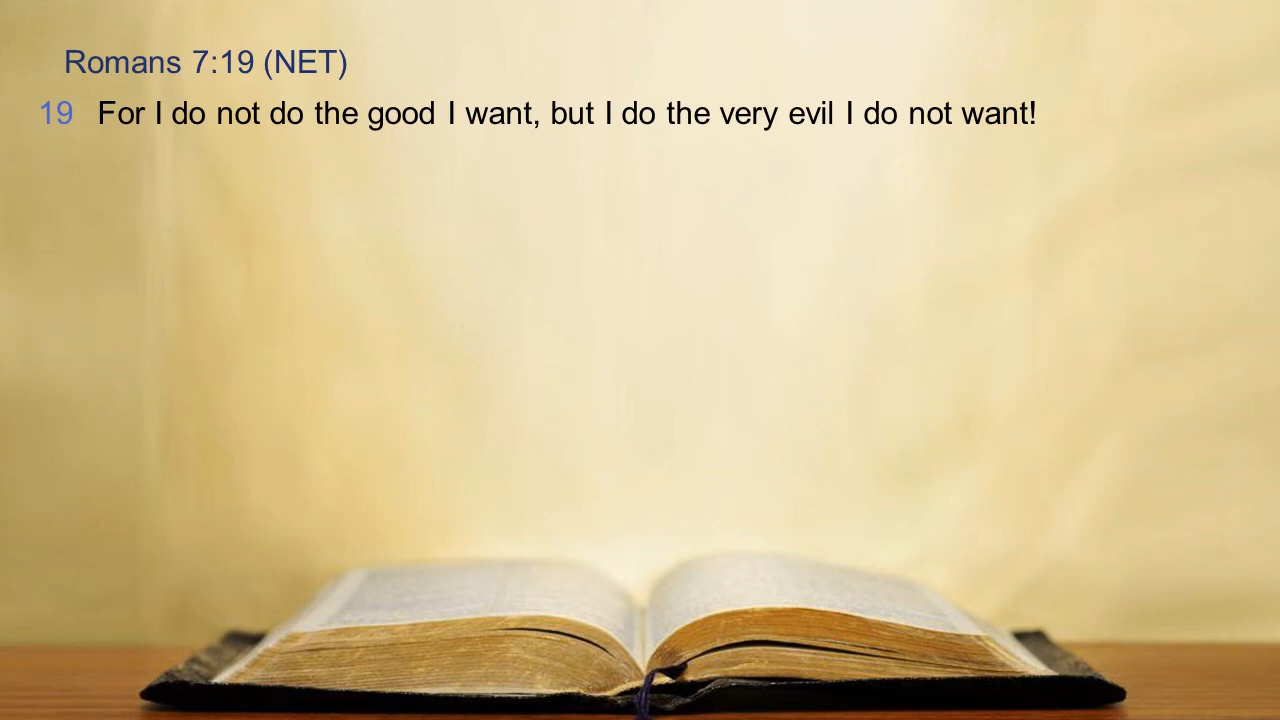 Romans 7:19 (NET)
19 For I do not do the good I want, but I do the very evil I do not want!